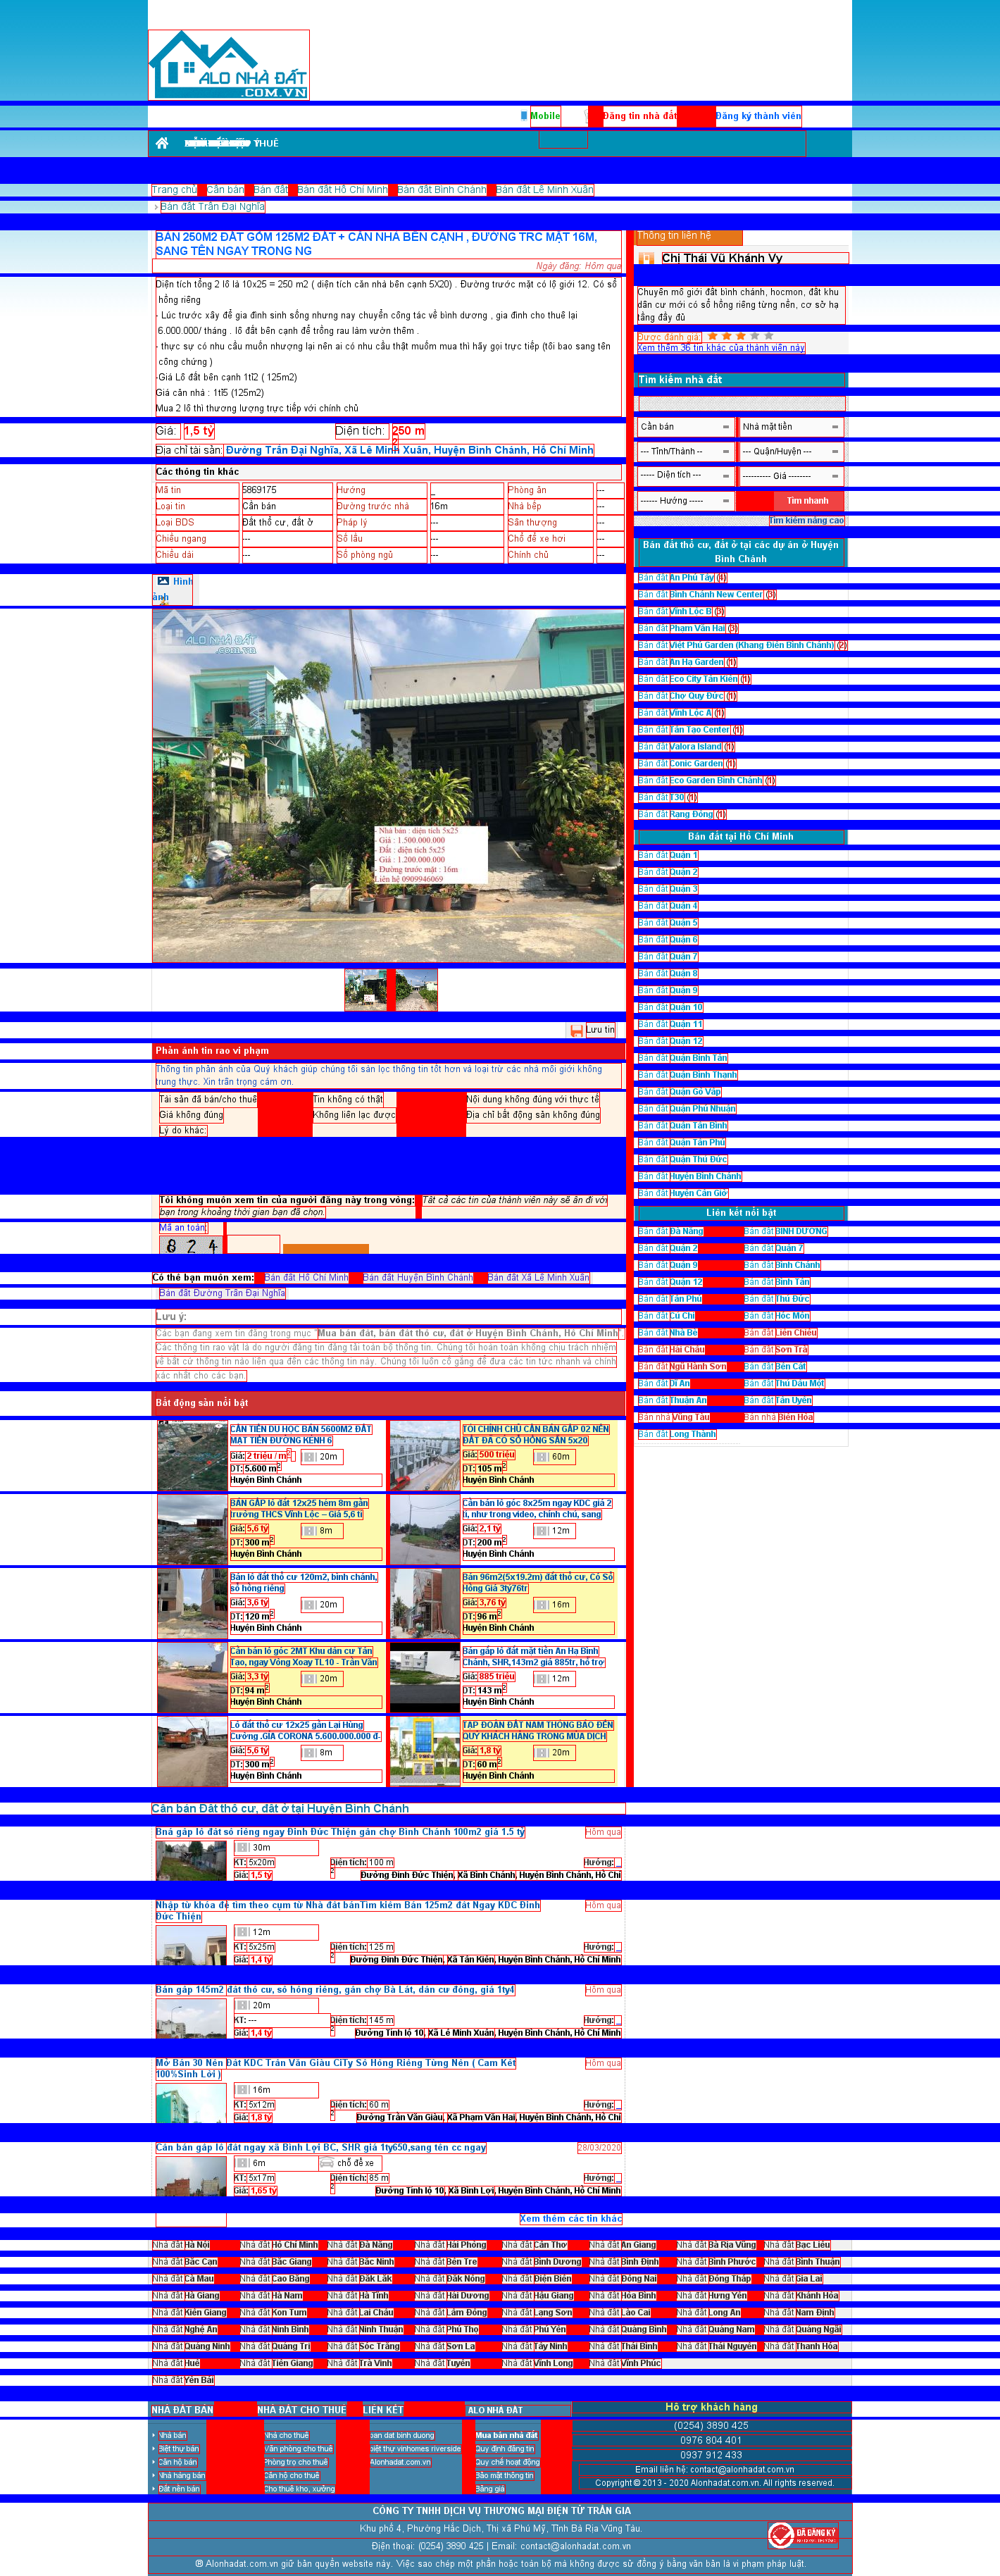 ALO NHÀ ĐẤT
.COM.VN
Mobile
Đăng tin nhà đất
Đăng ký thành viên
Trang chủ
Cần bán
Bán đất
Bán đất Hồ Chí Minh
Bán đất Bình Chánh
Bán đất Lê Minh Xuân
Bán đất Trần Đại Nghĩa
BÁN 250M2 ĐẤT GỒM 125M2 ĐẤT + CĂN NHÀ BÊN CẠNH , ĐƯỜNG TRC MẶT 16M,
SANG TÊN NGAY TRONG NG
Ngày đăng: Hôm qua
Diện tích tổng 2 lô là 10x25 = 250 m2 ( diện tích căn nhà bên cạnh 5X20) . Đường trước mặt có lộ giới 12. Có sổ
hồng riêng
- Lúc trước xây để gia đình sinh sống nhưng nay chuyển công tác về bình dương , gia đình cho thuê lại
6.000.000/ tháng . lô đất bên cạnh để trồng rau làm vườn thêm .
- thực sự có nhu cầu muốn nhượng lại nên ai có nhu cầu thật muốn mua thì hãy gọi trực tiếp (tôi bao sang tên
công chứng )
-Giá Lô đất bên cạnh 1tỉ2 ( 125m2)
Giá căn nhà : 1tỉ5 (125m2)
Mua 2 lô thì thương lượng trực tiếp với chính chủ
Giá: 1,5 tỷ
Diện tích: 250 m2
Địa chỉ tài sản: Đường Trần Đại Nghĩa, Xã Lê Minh Xuân, Huyện Bình Chánh, Hồ Chí Minh
Các thông tin khác
Mã tin 5869175 Hướng _ Phòng ăn ---
Loại tin Cần bán Đường trước nhà 16m Nhà bếp ---
Loại BDS Đất thổ cư, đất ở Pháp lý --- Sân thượng ---
Chiều ngang --- Số lầu --- Chổ để xe hơi ---
Chiều dài --- Số phòng ngủ --- Chính chủ ---
Hình
ảnh
- Nhà bán : diện tích 5x25
- Giá : 1.500.000.000
- Đất : diện tích 5x25
- Giá : 1.200.000.000
- Đường trước mặt : 16m
Liên hệ 0909946069
Lưu tin
Phản ánh tin rao vi phạm
Thông tin phản ánh của Quý khách giúp chúng tôi sàn lọc thông tin tốt hơn và loại trừ các nhà môi giới không
trung thực. Xin trân trọng cám ơn.
Tài sản đã bán/cho thuê
Tin không có thật
Nội dung không đúng với thực tế
Giá không đúng
Không liên lạc được
Địa chỉ bất động sản không đúng
Lý do khác:
Tôi không muốn xem tin của người đăng này trong vòng: Tất cả các tin của thành viên này sẽ ẩn đi với
bạn trong khoảng thời gian bạn đã chọn.
Mã an toàn:
8 2 4
Có thể bạn muốn xem:
Bán đất Hồ Chí Minh
Bán đất Huyện Bình Chánh
Bán đất Xã Lê Minh Xuân
Bán đất Đường Trần Đại Nghĩa
Lưu ý:
Các bạn đang xem tin đăng trong mục "Mua bán đất, bán đất thổ cư, đất ở Huyện Bình Chánh, Hồ Chí Minh"
Các thông tin rao vặt là do người đăng tin đăng tải toàn bộ thông tin. Chúng tôi hoàn toàn không chịu trách nhiệm
về bất cứ thông tin nào liên qua đến các thông tin này. Chúng tôi luôn cố gắng để đưa các tin tức nhanh và chính
xác nhất cho các bạn.
Bất động sản nổi bật
CẦN TIỀN DU HỌC BÁN 5600M2 ĐẤT
MẶT TIỀN ĐƯỜNG KÊNH 6
Giá: 2 triệu / m2
20m
DT: 5.600 m2
Huyện Bình Chánh
TÔI CHÍNH CHỦ CẦN BÁN GẤP 02 NỀN
ĐẤT ĐÃ CÓ SỔ HỒNG SẴN 5x20
Giá: 500 triệu
60m
DT: 105 m2
Huyện Bình Chánh
BÁN GẤP lô đất 12x25 hẻm 8m gần
trường THCS Vĩnh Lộc – Giá 5,6 tỉ
Giá: 5,6 tỷ
8m
DT: 300 m2
Huyện Bình Chánh
Cần bán lô góc 8x25m ngay KDC giá 2
tỉ, như trong video, chính chủ, sang
Giá: 2,1 tỷ
12m
DT: 200 m2
Huyện Bình Chánh
Bán lô đất thổ cư 120m2, bình chánh,
sổ hồng riêng
Giá: 3,6 tỷ
20m
DT: 120 m2
Huyện Bình Chánh
Bán 96m2(5x19.2m) đất thổ cư, Có Sổ
Hồng Giá 3tỷ76tr
Giá: 3,76 tỷ
16m
DT: 96 m2
Huyện Bình Chánh
Cần bán lô góc 2MT Khu dân cư Tân
Tạo, ngay Vòng Xoay TL10 - Trần Văn
Giá: 3,3 tỷ
20m
DT: 94 m2
Huyện Bình Chánh
Bán gấp lô đất mặt tiền An Hạ Bình
Chánh, SHR,143m2 giá 885tr, hỗ trợ
Giá: 885 triệu
12m
DT: 143 m2
Huyện Bình Chánh
Lô đất thổ cư 12x25 gần Lại Hùng
Cường .GIÁ CORONA 5.600.000.000 đ-
Giá: 5,6 tỷ
8m
DT: 300 m2
Huyện Bình Chánh
TẬP ĐOÀN ĐẤT NAM THÔNG BÁO ĐẾN
QUÝ KHÁCH HÀNG TRONG MÙA DỊCH
Giá: 1,8 tỷ
20m
DT: 60 m2
Huyện Bình Chánh
Cần bán Đất thổ cư, đất ở tại Huyện Bình Chánh
Bná gấp lô đất sổ riêng ngay Đinh Đức Thiện gần chợ Bình Chánh 100m2 giá 1.5 tỷ
Hôm qua
30m
KT: 5x20m Diện tích: 100 m2 Hướng: _
Giá: 1,5 tỷ Đường Đinh Đức Thiện, Xã Bình Chánh, Huyện Bình Chánh, Hồ Chí
Nhập từ khóa để tìm theo cụm từ Nhà đất bánTìm kiếm Bán 125m2 đất Ngay KDC Đinh
Đức Thiện
Hôm qua
12m
KT: 5x25m Diện tích: 125 m2 Hướng: _
Giá: 1,4 tỷ Đường Đinh Đức Thiện, Xã Tân Kiên, Huyện Bình Chánh, Hồ Chí Minh
Bán gấp 145m2 đất thổ cư, sổ hồng riêng, gần chợ Bà Lát, dân cư đông, giá 1ty4
Hôm qua
20m
KT: --- Diện tích: 145 m2 Hướng: _
Giá: 1,4 tỷ Đường Tỉnh lộ 10, Xã Lê Minh Xuân, Huyện Bình Chánh, Hồ Chí Minh
Mở Bán 30 Nền Đất KDC Trần Văn Giàu CiTy Sổ Hồng Riêng Từng Nền ( Cam Kết
100%Sinh Lời )
Hôm qua
16m
KT: 5x12m Diện tích: 60 m2 Hướng: _
Giá: 1,8 tỷ Đường Trần Văn Giàu, Xã Phạm Văn Hai, Huyện Bình Chánh, Hồ Chí
Cần bán gấp lô đất ngay xã Bình Lợi BC, SHR giá 1ty650,sang tên cc ngay
28/03/2020
6m chổ để xe
KT: 5x17m Diện tích: 85 m2 Hướng: _
Giá: 1,65 tỷ Đường Tỉnh lộ 10, Xã Bình Lợi, Huyện Bình Chánh, Hồ Chí Minh
Xem thêm các tin khác
Thông tin liên hệ
Chị Thái Vũ Khánh Vy
Chuyên mô giới đất bình chánh, hocmon, đất khu
dân cư mới có sổ hồng riêng từng nền, cơ sở hạ
tầng đầy đủ
Được đánh giá:
Xem thêm 36 tin khác của thành viên này
Tìm kiếm nhà đất
Cần bán
Nhà mặt tiền
--- Tỉnh/Thành --
--- Quận/Huyện ---
----- Diện tích ---
---------- Giá --------
------ Hướng -----
Tìm nhanh
Tìm kiếm nâng cao
Bán đất thổ cư, đất ở tại các dự án ở Huyện
Bình Chánh
Bán đất An Phú Tây (4)
Bán đất Bình Chánh New Center (3)
Bán đất Vĩnh Lộc B (3)
Bán đất Phạm Văn Hai (3)
Bán đất Việt Phú Garden (Khang Điền Bình Chánh) (2)
Bán đất An Hạ Garden (1)
Bán đất Eco City Tân Kiên (1)
Bán đất Chợ Quy Đức (1)
Bán đất Vĩnh Lộc A (1)
Bán đất Tân Tạo Center (1)
Bán đất Valora Island (1)
Bán đất Conic Garden (1)
Bán đất Eco Garden Bình Chánh (1)
Bán đất T30 (1)
Bán đất Rạng Đông (1)
Bán đất tại Hồ Chí Minh
Bán đất Quận 1
Bán đất Quận 2
Bán đất Quận 3
Bán đất Quận 4
Bán đất Quận 5
Bán đất Quận 6
Bán đất Quận 7
Bán đất Quận 8
Bán đất Quận 9
Bán đất Quận 10
Bán đất Quận 11
Bán đất Quận 12
Bán đất Quận Bình Tân
Bán đất Quận Bình Thạnh
Bán đất Quận Gò Vấp
Bán đất Quận Phú Nhuận
Bán đất Quận Tân Bình
Bán đất Quận Tân Phú
Bán đất Quận Thủ Đức
Bán đất Huyện Bình Chánh
Bán đất Huyện Cần Giờ
Liên kết nổi bật
Bán đất Đà Nẵng Bán đất BÌNH DƯƠNG
Bán đất Quận 2 Bán đất Quận 7
Bán đất Quận 9 Bán đất Bình Chánh
Bán đất Quận 12 Bán đất Bình Tân
Bán đất Tân Phú Bán đất Thủ Đức
Bán đất Củ Chi Bán đất Hóc Môn
Bán đất Nhà Bè Bán đất Liên Chiểu
Bán đất Hải Châu Bán đất Sơn Trà
Bán đất Ngũ Hành Sơn Bán đất Bến Cát
Bán đất Dĩ An Bán đất Thủ Dầu Một
Bán đất Thuận An Bán đất Tân Uyên
Bán nhà Vũng Tàu Bán nhà Biên Hòa
Bán đất Long Thành
Nhà đất Hà Nội Nhà đất Hồ Chí Minh Nhà đất Đà Nẵng Nhà đất Hải Phòng Nhà đất Cần Thơ Nhà đất An Giang Nhà đất Bà Rịa Vũng Nhà đất Bạc Liêu
Nhà đất Bắc Cạn Nhà đất Bắc Giang Nhà đất Bắc Ninh Nhà đất Bến Tre Nhà đất Bình Dương Nhà đất Bình Định Nhà đất Bình Phước Nhà đất Bình Thuận
Nhà đất Cà Mau Nhà đất Cao Bằng Nhà đất Đắk Lắk Nhà đất Đắk Nông Nhà đất Điện Biên Nhà đất Đồng Nai Nhà đất Đồng Tháp Nhà đất Gia Lai
Nhà đất Hà Giang Nhà đất Hà Nam Nhà đất Hà Tĩnh Nhà đất Hải Dương Nhà đất Hậu Giang Nhà đất Hòa Bình Nhà đất Hưng Yên Nhà đất Khánh Hòa
Nhà đất Kiên Giang Nhà đất Kon Tum Nhà đất Lai Châu Nhà đất Lâm Đồng Nhà đất Lạng Sơn Nhà đất Lào Cai Nhà đất Long An Nhà đất Nam Định
Nhà đất Nghệ An Nhà đất Ninh Bình Nhà đất Ninh Thuận Nhà đất Phú Thọ Nhà đất Phú Yên Nhà đất Quảng Bình Nhà đất Quảng Nam Nhà đất Quảng Ngãi
Nhà đất Quảng Ninh Nhà đất Quảng Trị Nhà đất Sóc Trăng Nhà đất Sơn La Nhà đất Tây Ninh Nhà đất Thái Bình Nhà đất Thái Nguyên Nhà đất Thanh Hóa
Nhà đất Huế Nhà đất Tiền Giang Nhà đất Trà Vinh Nhà đất Tuyên Nhà đất Vĩnh Long Nhà đất Vĩnh Phúc
Nhà đất Yên Bái
NHÀ ĐẤT BÁN
Nhà bán
Biệt thự bán
Căn hộ bán
Nhà hàng bán
Đất nền bán
NHÀ ĐẤT CHO THUÊ
Nhà cho thuê
Văn phòng cho thuê
Phòng trọ cho thuê
Căn hộ cho thuê
Cho thuê kho, xưởng
LIÊN KẾT
ban dat binh duong
biệt thự vinhomes riverside
Alonhadat.com.vn
ALO NHÀ ĐẤT
Mua bán nhà đất
Quy định đăng tin
Quy chế hoạt động
Bảo mật thông tin
Bảng giá
Hỗ trợ khách hàng
(0254) 3890 425
0976 804 401
0937 912 433
Email liên hệ: contact@alonhadat.com.vn
Copyright © 2013 - 2020 Alonhadat.com.vn. All rights reserved.
CÔNG TY TNHH DỊCH VỤ THƯƠNG MẠI ĐIỆN TỬ TRẦN GIA
Khu phố 4, Phường Hắc Dịch, Thị xã Phú Mỹ, Tỉnh Bà Rịa Vũng Tàu.
Điện thoại: (0254) 3890 425 | Email: contact@alonhadat.com.vn
® Alonhadat.com.vn giữ bản quyền website này. Việc sao chép một phần hoặc toàn bộ mà không được sử đồng ý bằng văn bản là vi phạm pháp luật.
ĐÃ ĐĂNG KÝ